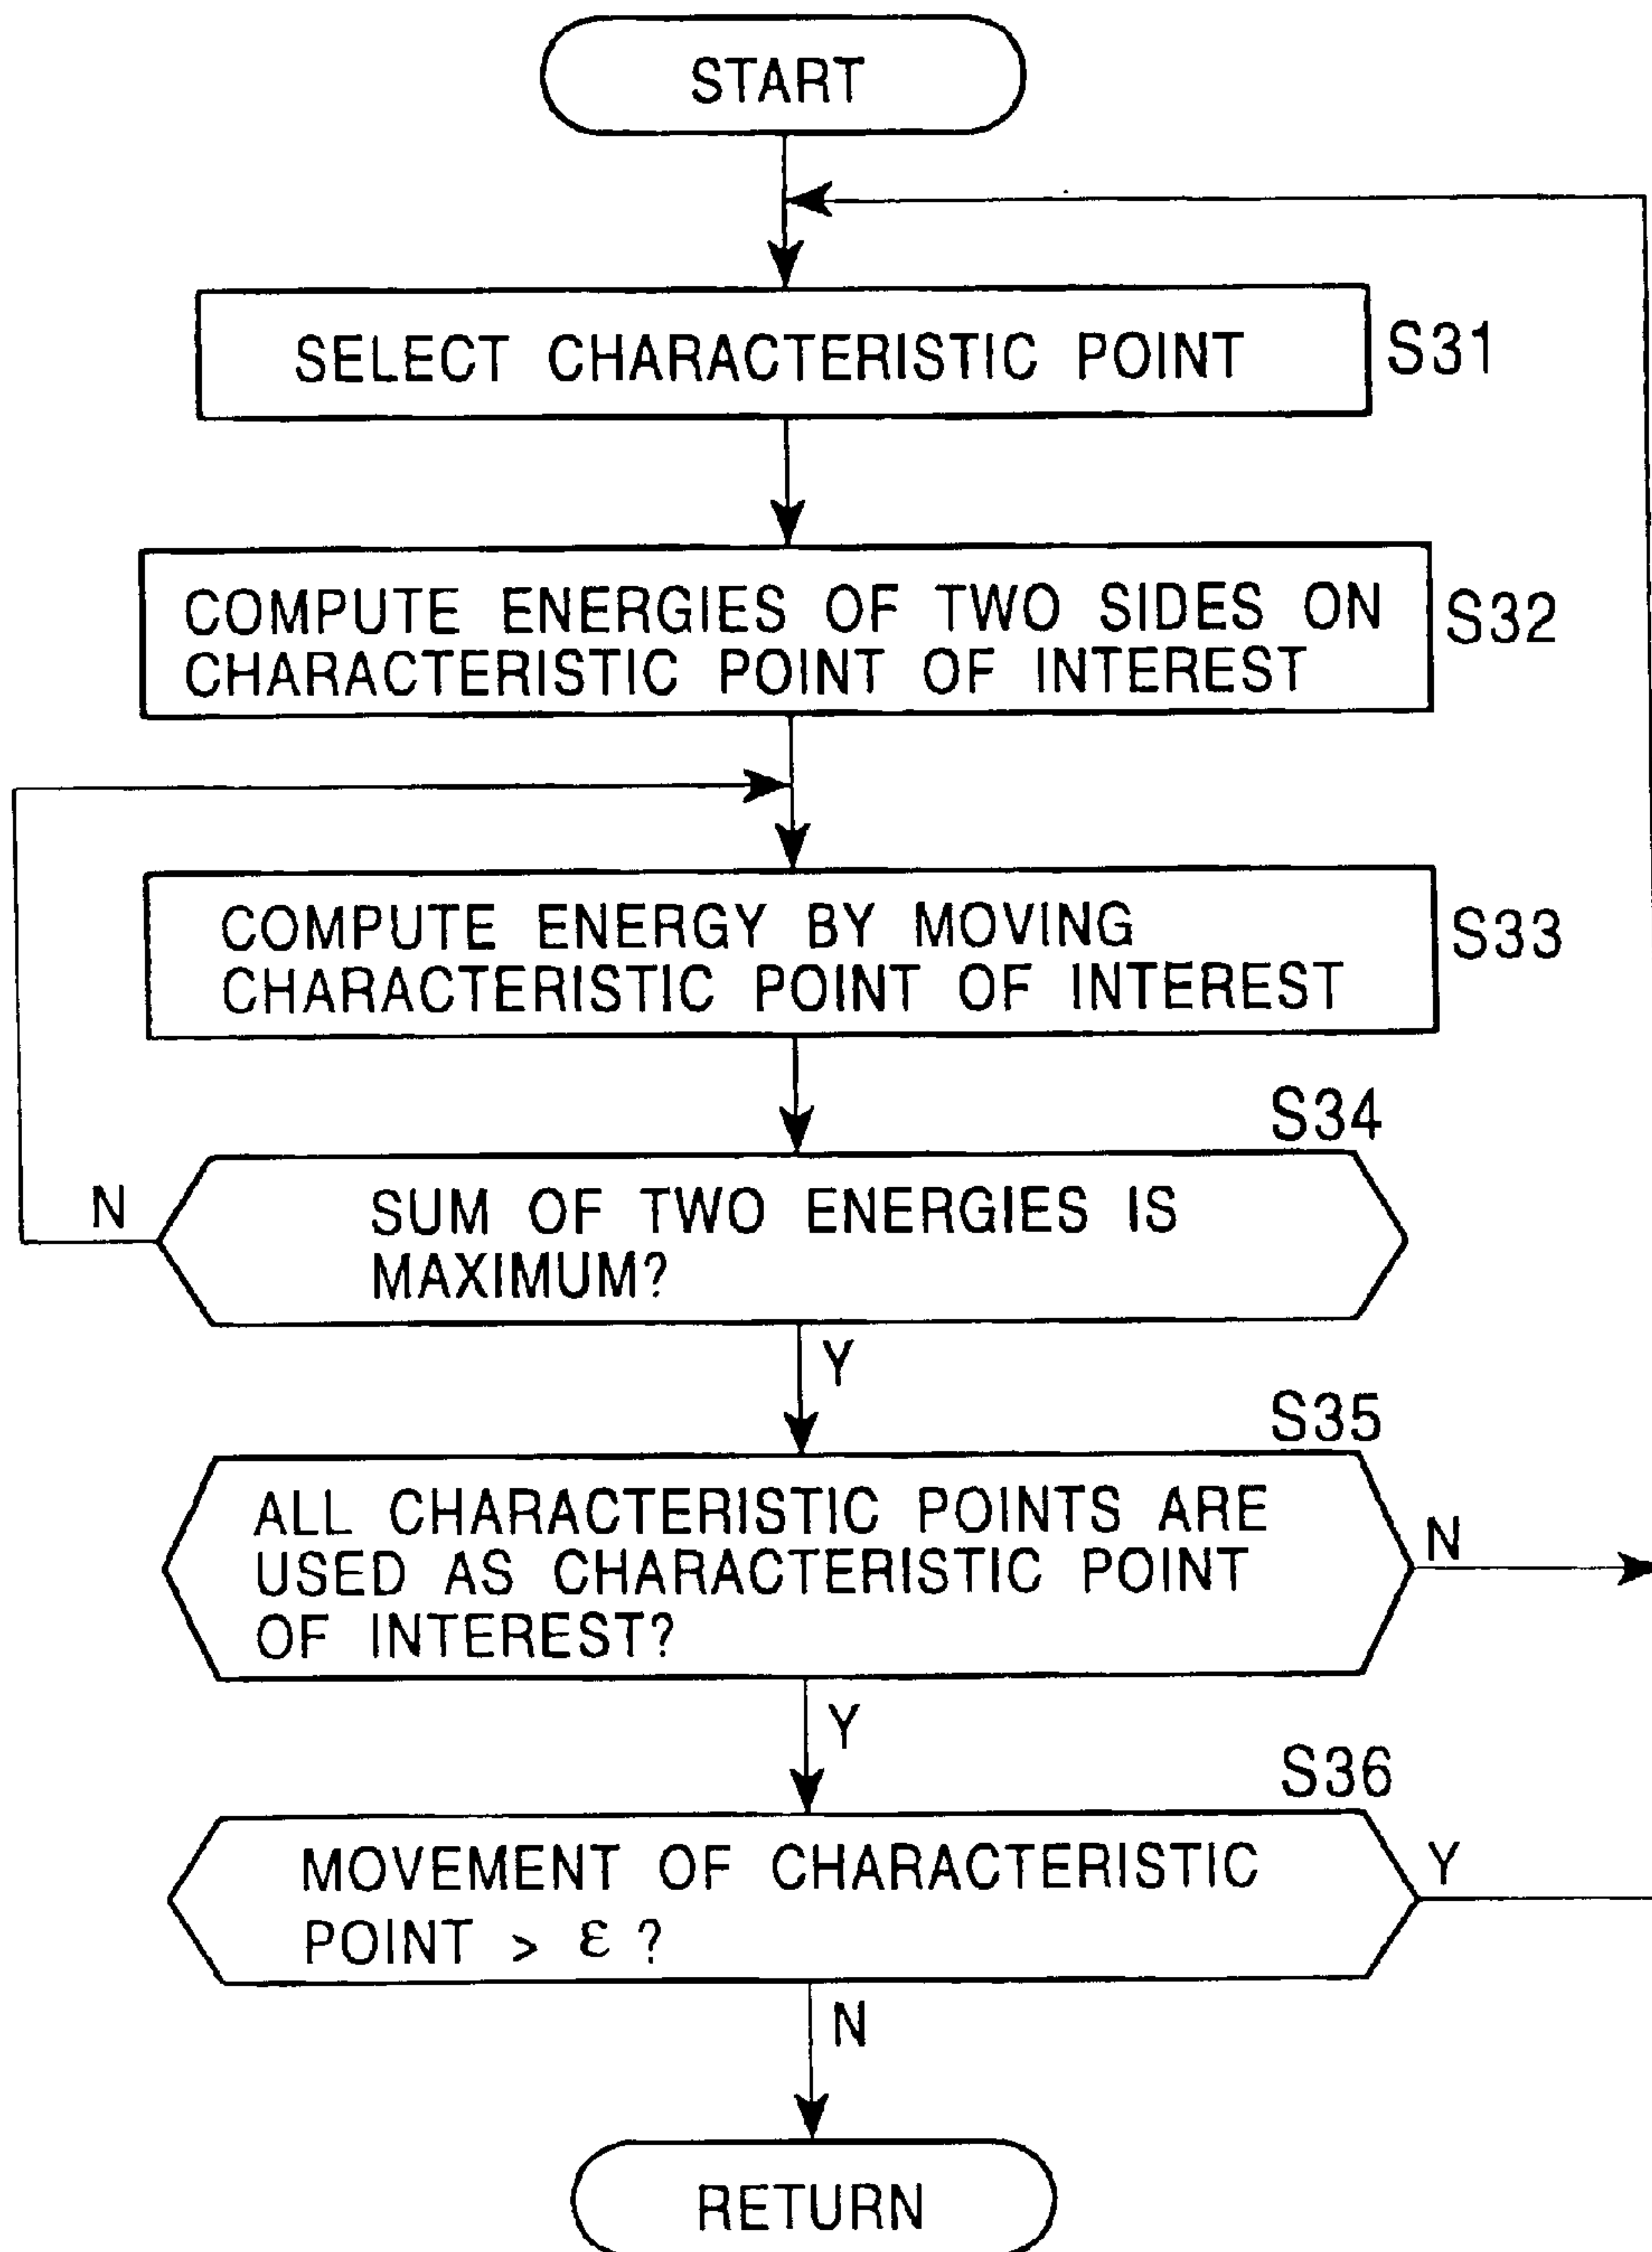 START
SELECT CHARACTERISTIC POINT
S31
COMPUTE ENERGIES OF TWO SIDES ON
CHARACTERISTIC POINT OF INTEREST
S32
COMPUTE ENERGY BY MOVING
CHARACTERISTIC POINT OF INTEREST
S33
S34
N
SUM OF TWO ENERGIES IS
MAXIMUM?
Y
S35
ALL CHARACTERISTIC POINTS ARE
USED AS CHARACTERISTIC POINT
OF INTEREST?
N
Y
S36
MOVEMENT OF CHARACTERISTIC
POINT > ε ?
Y
N
RETURN